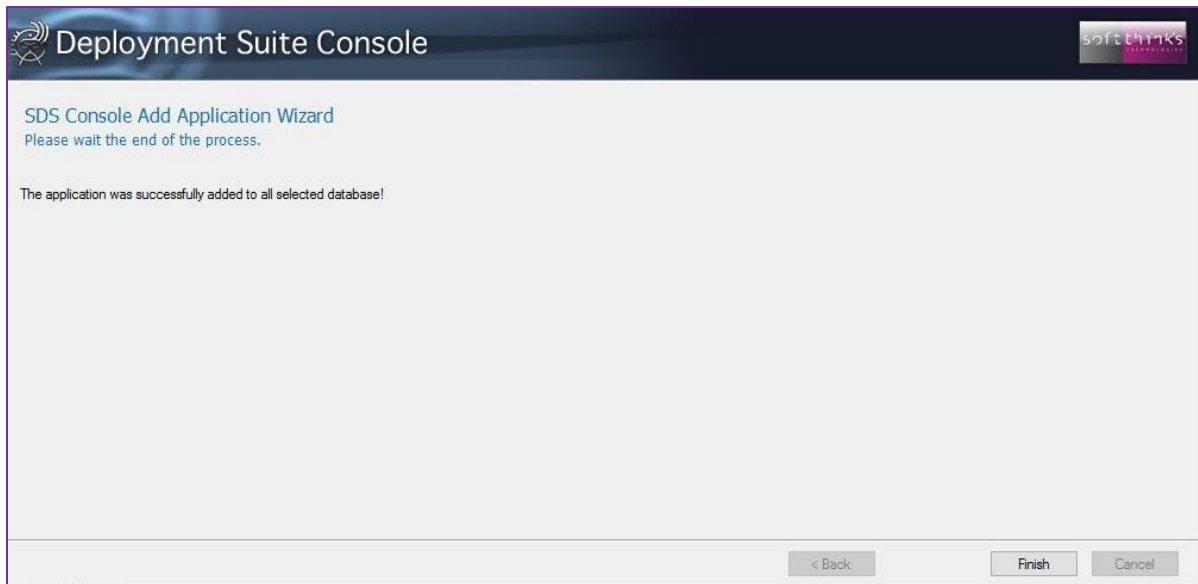 Deployment Suite Console
softthinks
TECHNOLOGIES
SDS Console Add Application Wizard
Please wait the end of the process.
The application was successfully added to all selected database!
< Back
Finish
Cancel